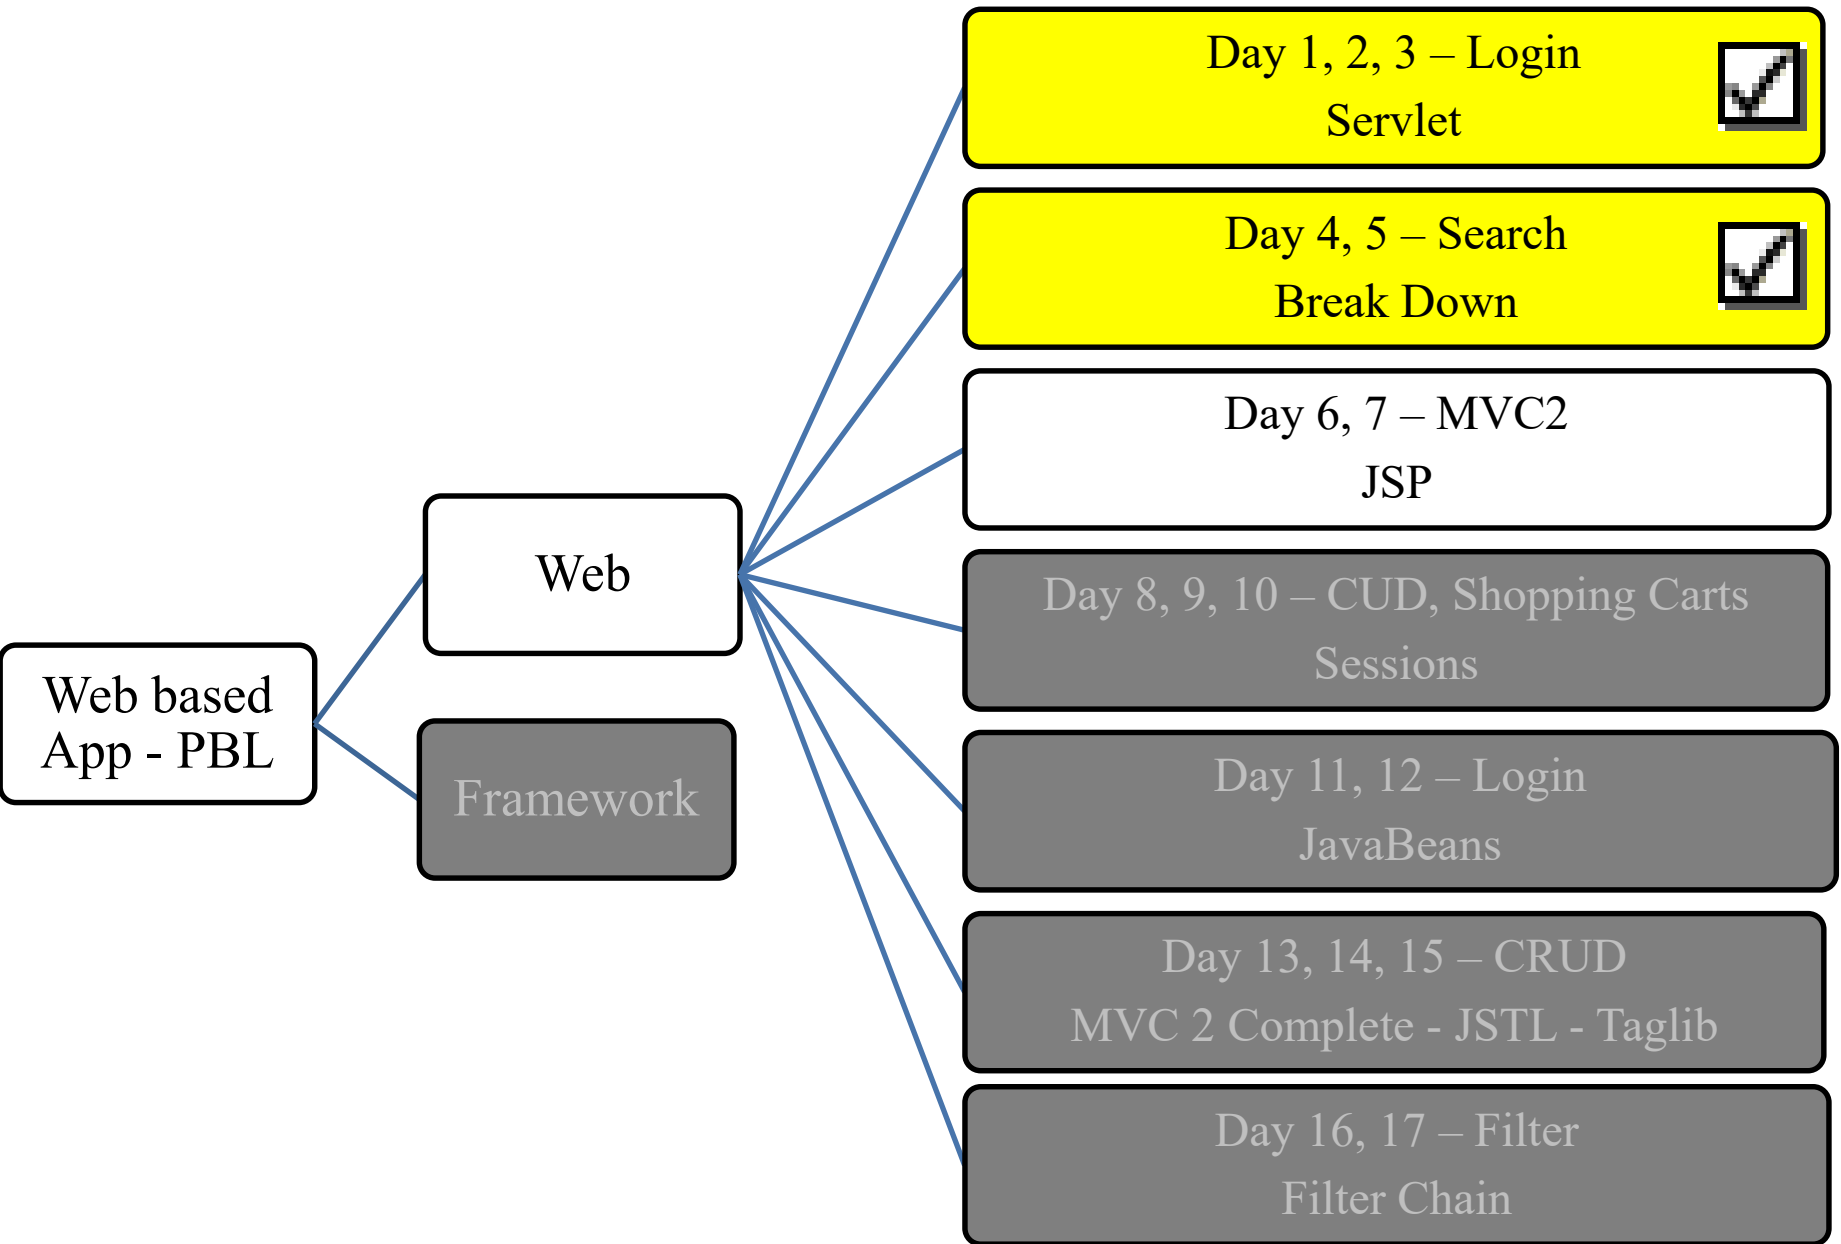 Day 1, 2, 3 – Login
Servlet
Day 4, 5 – Search
Break Down
Day 6, 7 – MVC2
JSP
Web
Day 8, 9, 10 – CUD, Shopping Carts
Sessions
Web based
App - PBL
Framework
Day 11, 12 – Login
JavaBeans
Day 13, 14, 15 – CRUD
MVC 2 Complete - JSTL - Taglib
Day 16, 17 – Filter
Filter Chain